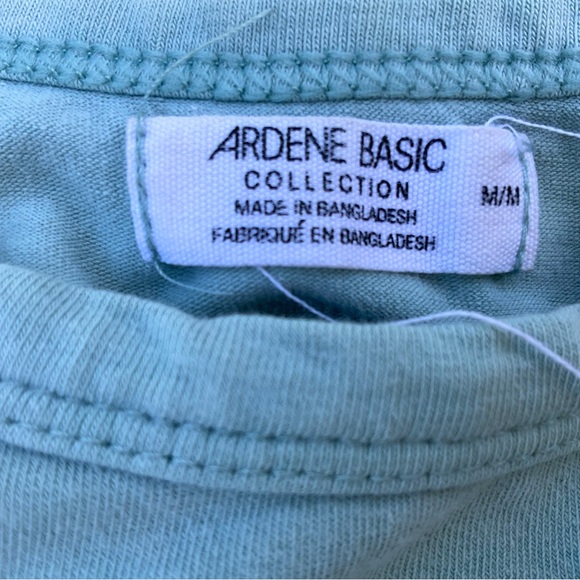 ARDENE BASIC
COLLECTION
MADE IN BANGLADESH
FABRIQUÉ EN BANGLADESH
M/M